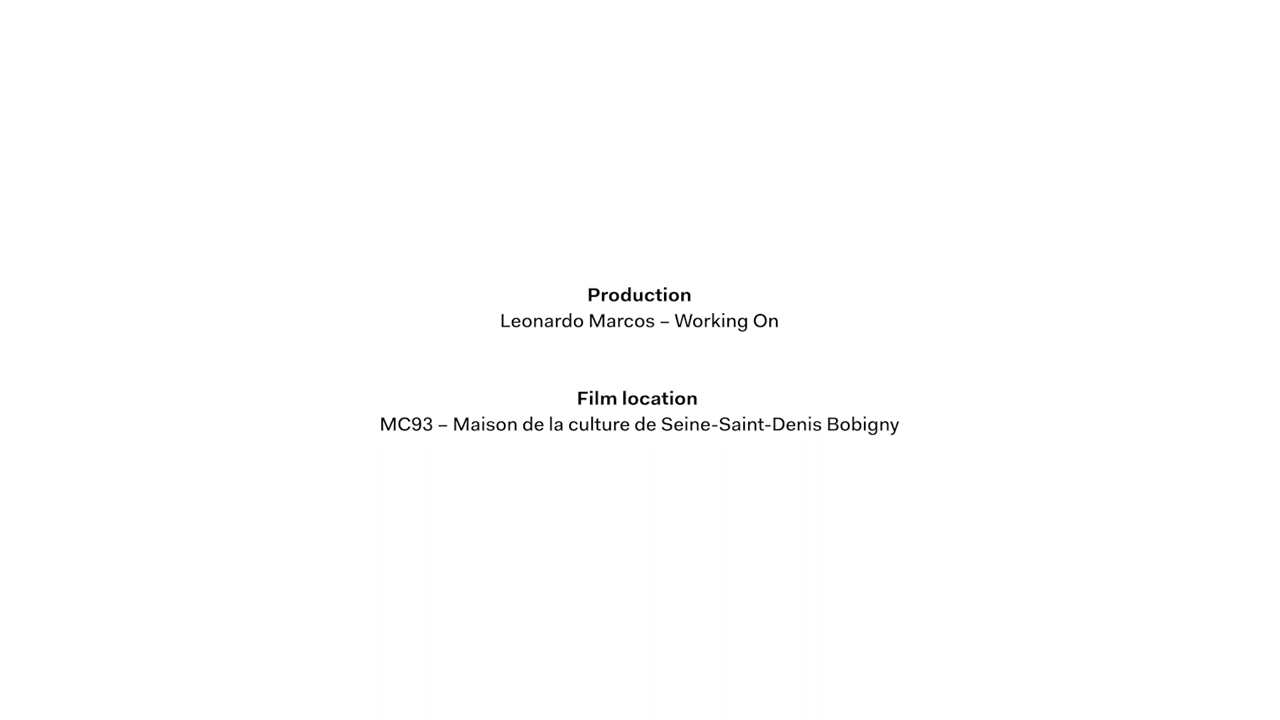 Production
Leonardo Marcos – Working On
Film location
MC93 – Maison de la culture de Seine-Saint-Denis Bobigny